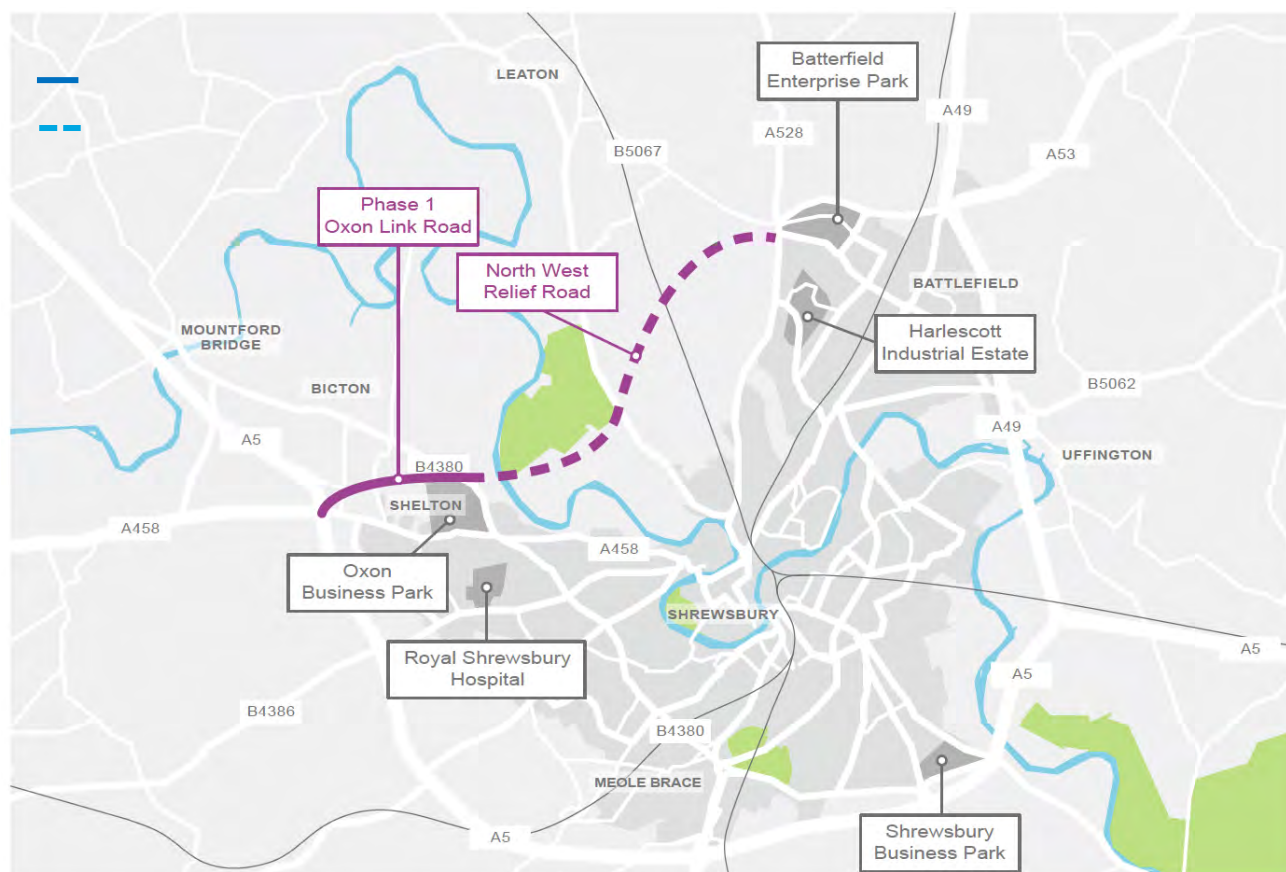 Batterfield
Enterprise Park
LEATON
A49
A528
B5067
A53
Phase 1
Oxon Link Road
North West
Relief Road
BATTLEFIELD
MOUNTFORD
BRIDGE
Harlescott
Industrial Estate
BICTON
B5062
A5
A49
UFFINGTON
B4380
SHELTON
A458
A458
Oxon
Business Park
SHREWSBURY
Royal Shrewsbury
Hospital
A5
A5
B4386
B4380
MEOLE BRACE
A5
Shrewsbury
Business Park